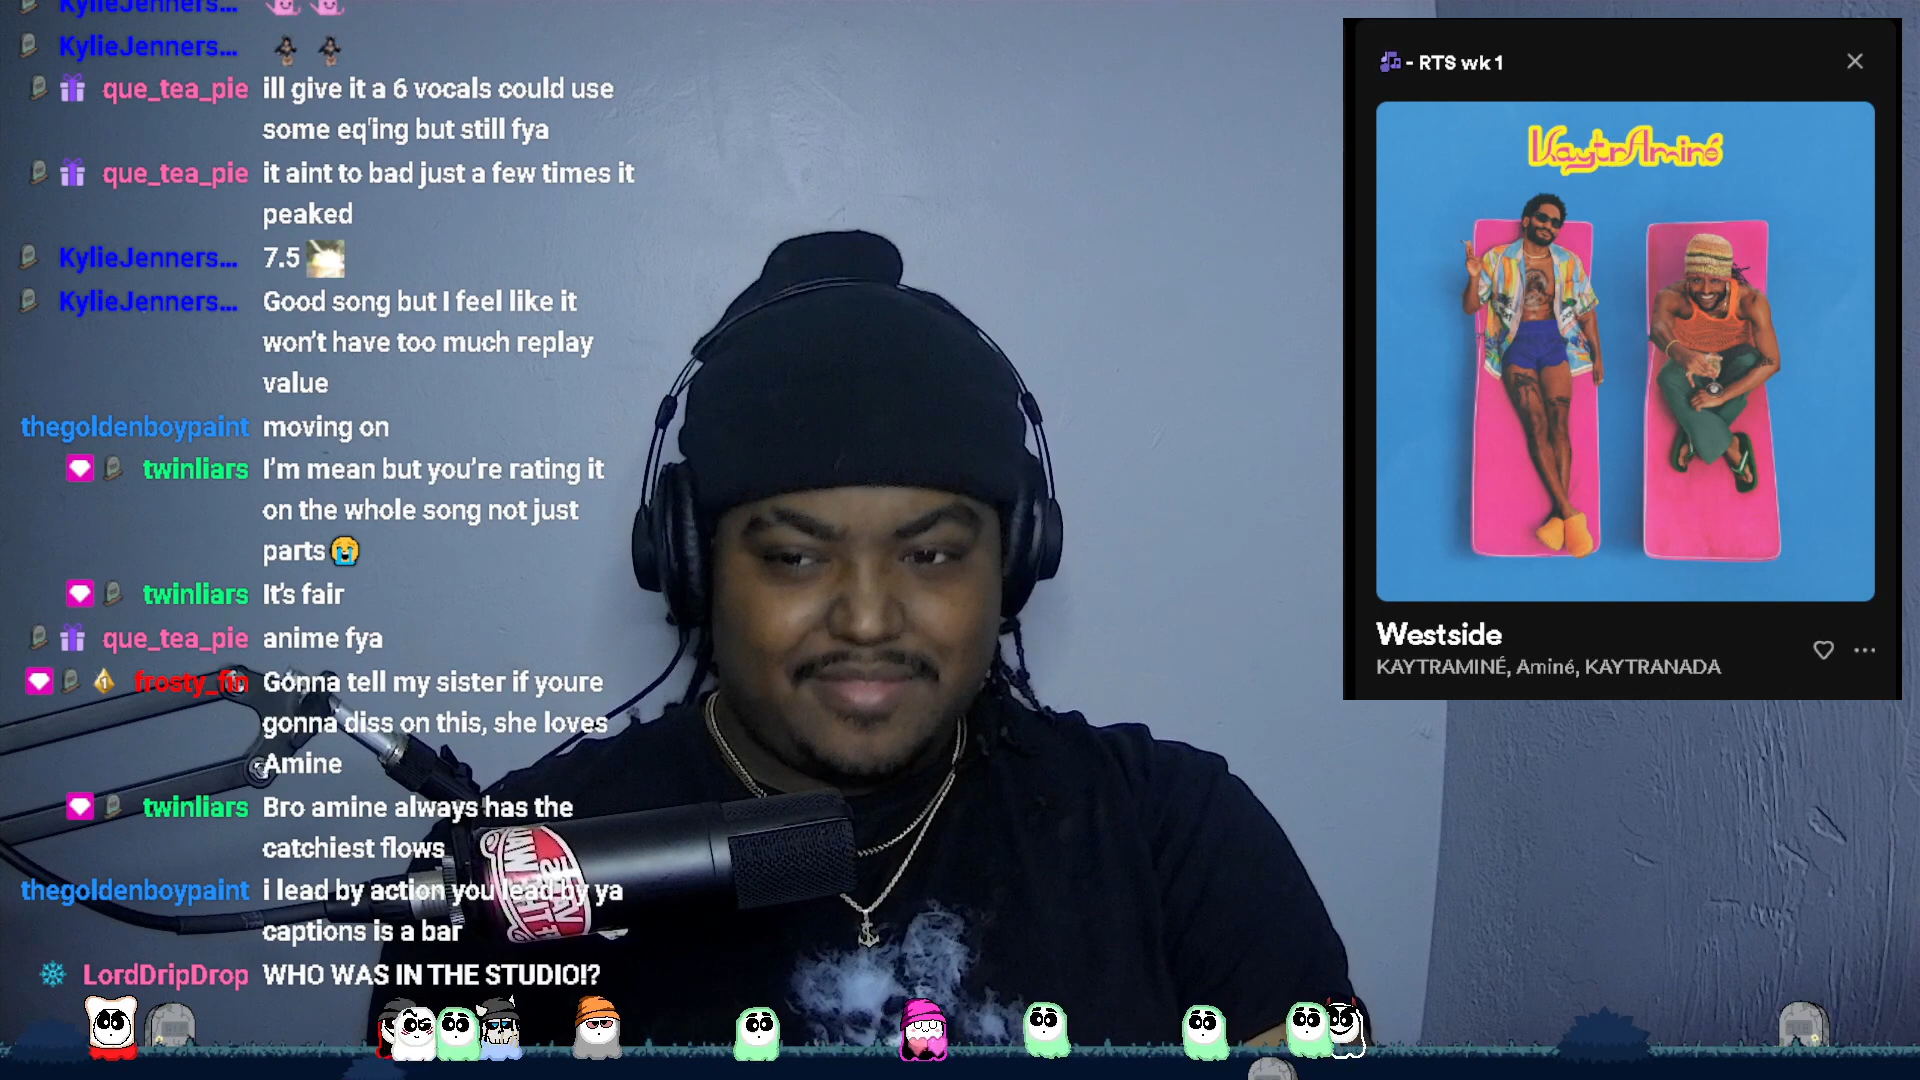 KylieJenners...
KylieJenners...
que_tea_pie ill give it a 6 vocals could use
some eq'ing but still fya
que_tea_pie it aint to bad just a few times it
peaked
KylieJenners... 7.5
KylieJenners... Good song but I feel like it
won't have too much replay
value
thegoldenboypaint moving on
twinliars I'm mean but you're rating it
on the whole song not just
parts😭
twinliars It's fair
que_tea_pie anime fya
frosty_fin Gonna tell my sister if youre
gonna diss on this, she loves
Amine
twinliars Bro amine always has the
catchiest flows
thegoldenboypaint i lead by action you lead by ya
captions is a bar
LordDripDrop WHO WAS IN THE STUDIO!?
- RTS wk 1
KaytrAminé
Westside
KAYTRAMINÉ, Aminé, KAYTRANADA